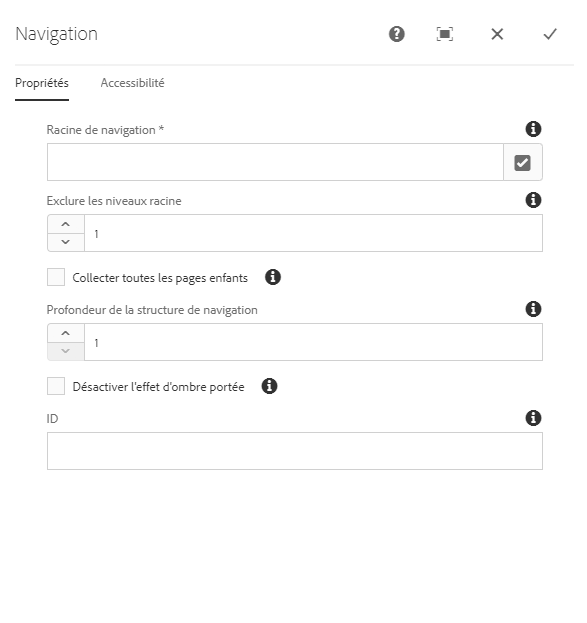 Navigation
Propriétés Accessibilité
Racine de navigation *
Exclure les niveaux racine
1
Collecter toutes les pages enfants
Profondeur de la structure de navigation
1
Désactiver l'effet d'ombre portée
ID